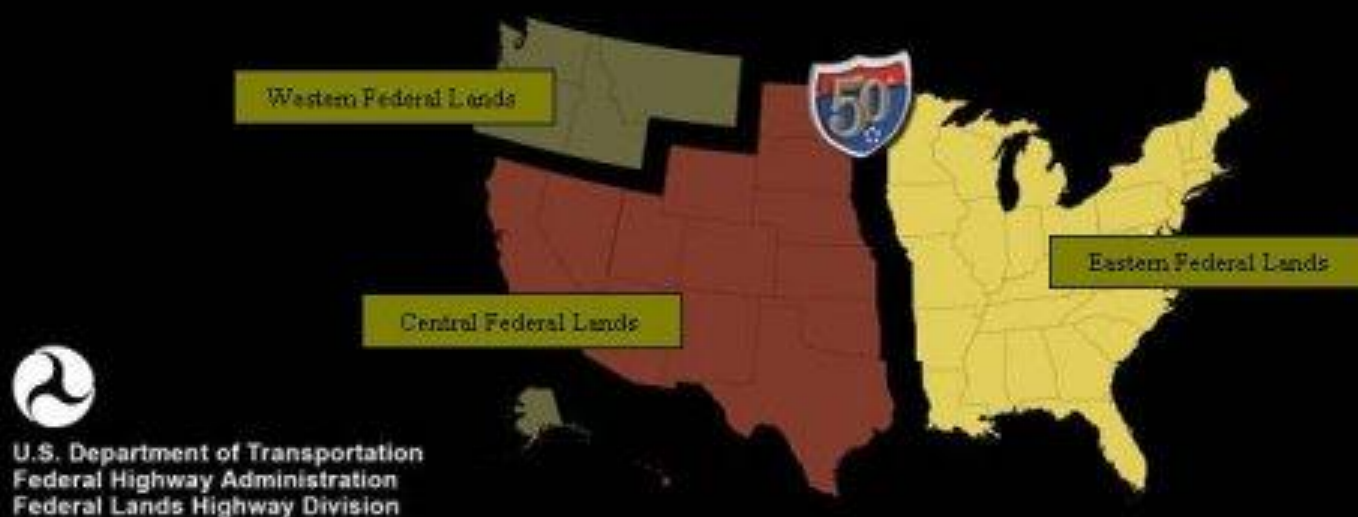 Western Federal Lands
50
Eastern Federal Lands
Central Federal Lands
U.S. Department of Transportation
Federal Highway Administration
Federal Lands Highway Division